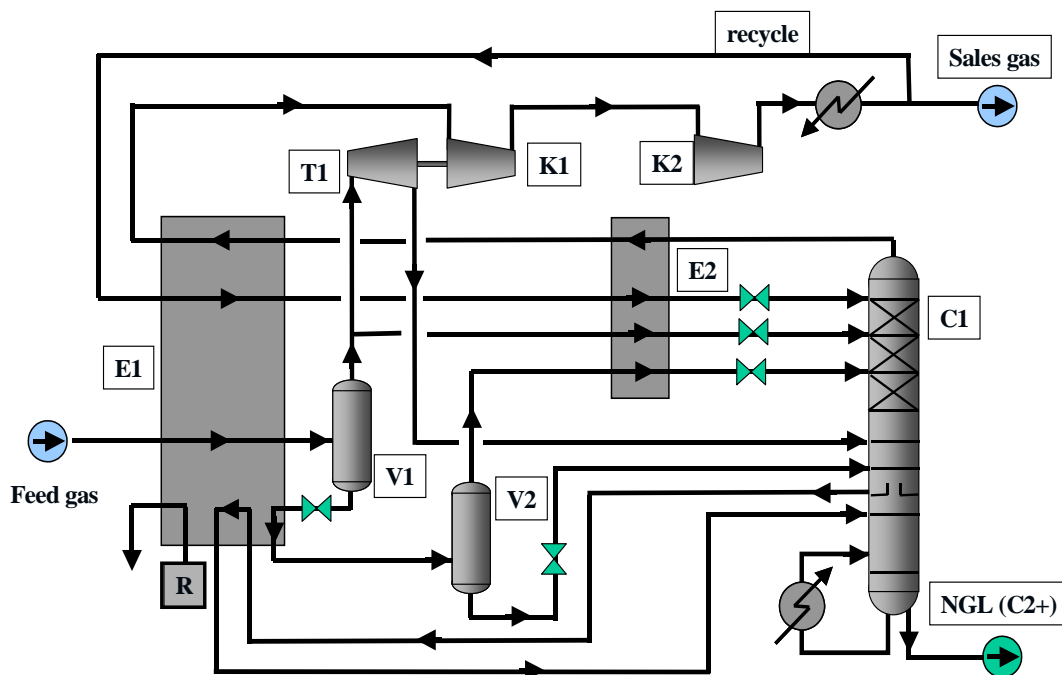 recycle
Sales gas
T1
K1
K2
E2
C1
E1
V1
Feed gas
V2
R
NGL (C2+)